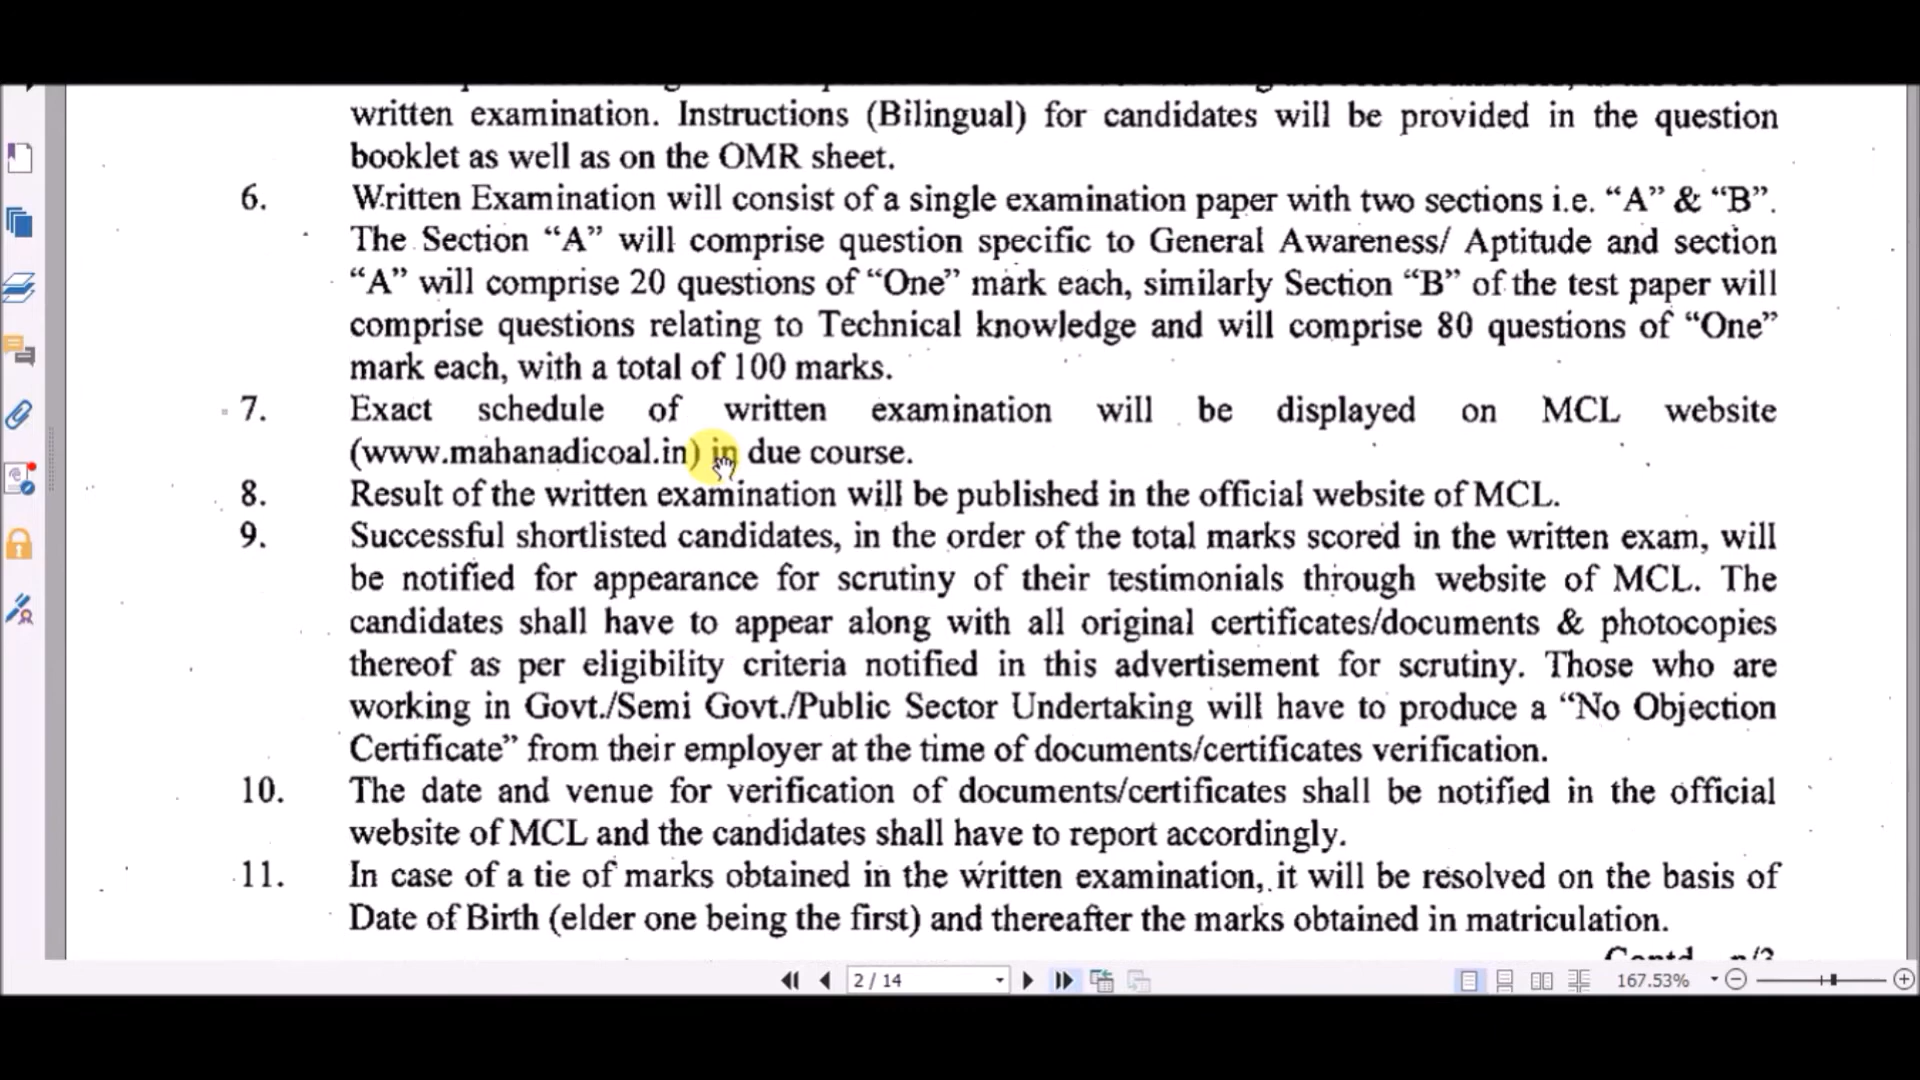 written examination. Instructions (Bilingual) for candidates will be provided in the question
booklet as well as on the OMR sheet.
6. Written Examination will consist of a single examination paper with two sections i.e. “A” & “B”.
The Section “A” will comprise question specific to General Awareness/ Aptitude and section
“A” will comprise 20 questions of “One” mark each, similarly Section “B” of the test paper will
comprise questions relating to Technical knowledge and will comprise 80 questions of “One”
mark each, with a total of 100 marks.
7. Exact schedule of written examination will be displayed on MCL website
(www.mahanadicoal.in) in due course.
8. Result of the written examination will be published in the official website of MCL.
9. Successful shortlisted candidates, in the order of the total marks scored in the written exam, will
be notified for appearance for scrutiny of their testimonials through website of MCL. The
candidates shall have to appear along with all original certificates/documents & photocopies
thereof as per eligibility criteria notified in this advertisement for scrutiny. Those who are
working in Govt./Semi Govt./Public Sector Undertaking will have to produce a “No Objection
Certificate” from their employer at the time of documents/certificates verification.
10. The date and venue for verification of documents/certificates shall be notified in the official
website of MCL and the candidates shall have to report accordingly.
11. In case of a tie of marks obtained in the written examination, it will be resolved on the basis of
Date of Birth (elder one being the first) and thereafter the marks obtained in matriculation.
2 / 14
167.53%